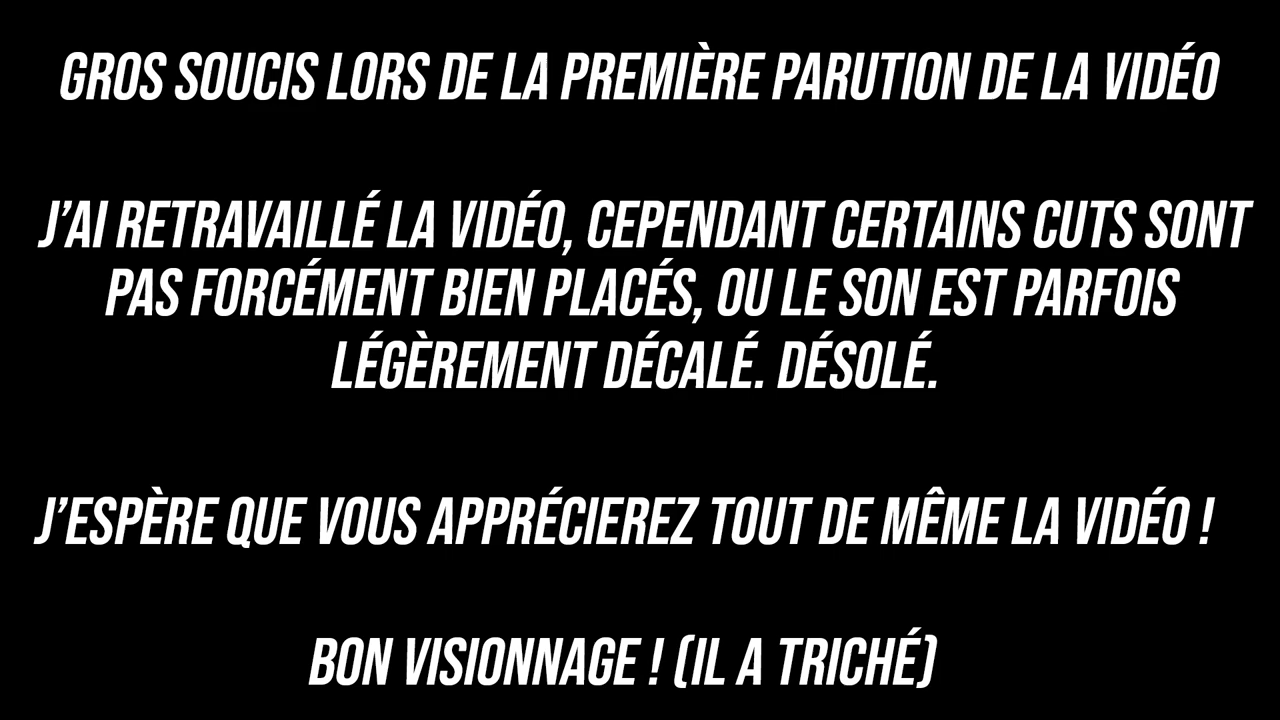 GROS SOUCIS LORS DE LA PREMIÈRE PARUTION DE LA VIDÉO
J’AI RETRAVAILLÉ LA VIDÉO, CEPENDANT CERTAINS CUTS SONT
PAS FORCÉMENT BIEN PLACÉS, OU LE SON EST PARFOIS
LÉGÈREMENT DÉCALÉ. DÉSOLÉ.
J’ESPÈRE QUE VOUS APPRÉCIEREZ TOUT DE MÊME LA VIDÉO !
BON VISIONNAGE ! (IL A TRICHÉ)